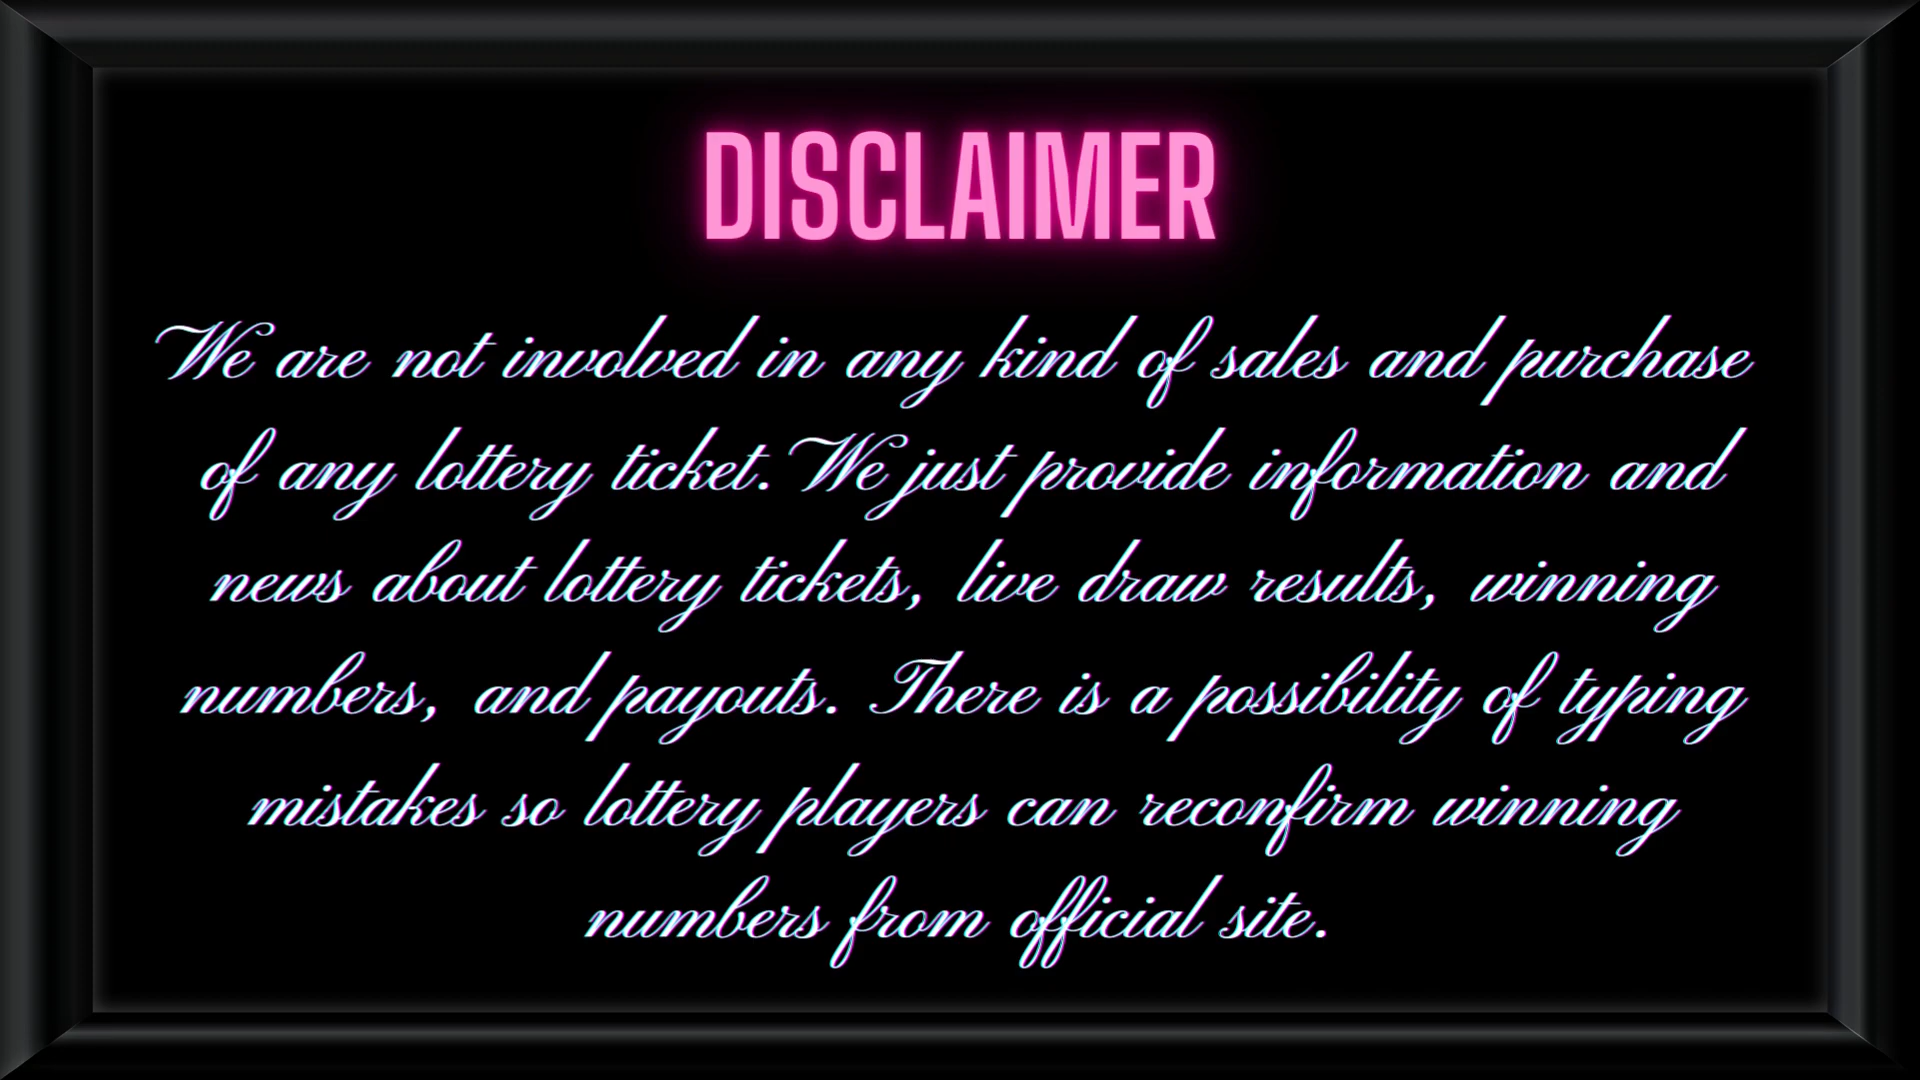 DISCLAIMER
We are not involved in any kind of sales and purchase
of any lottery ticket. We just provide information and
news about lottery tickets, live draw results, winning
numbers, and payouts. There is a possibility of typing
mistakes so lottery players can reconfirm winning
numbers from official site.